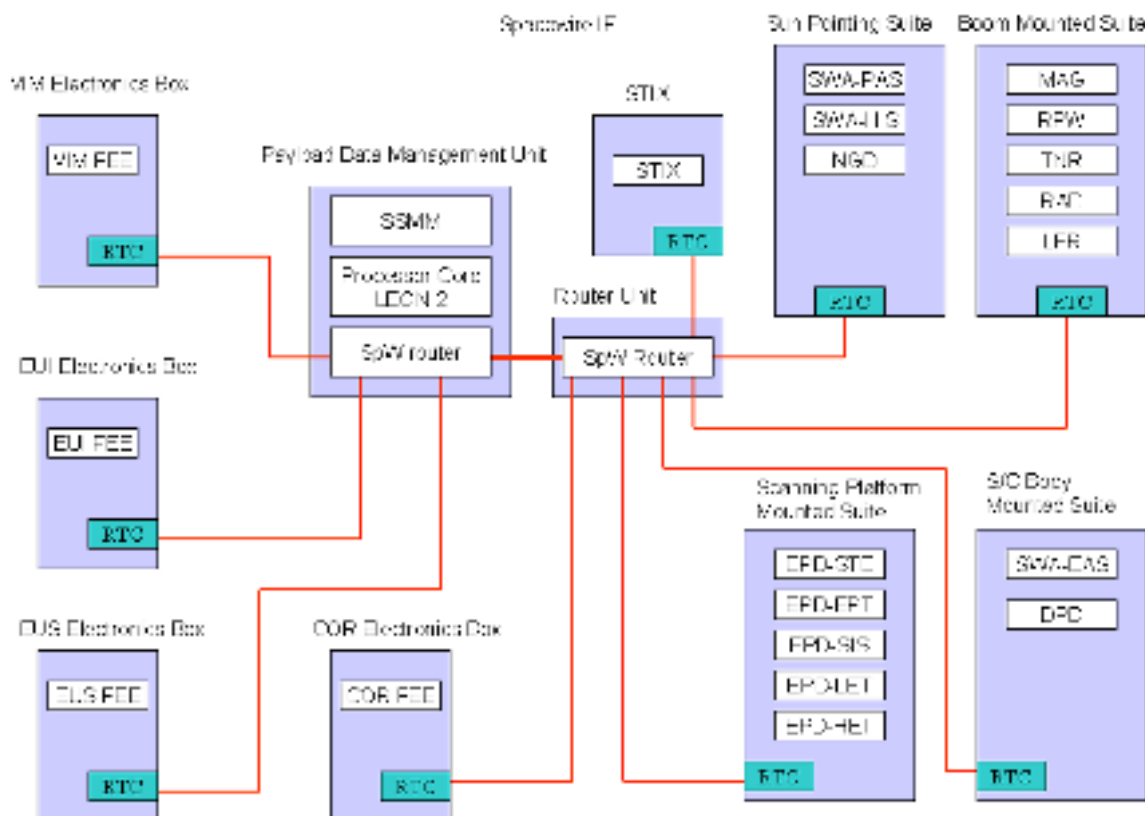 Spacewire I/F
Sun Pointing Suite
Boom Mounted Suite
VIM Electronics Box
STIX
SWA-PAS
MAG
SWA-HIS
RPW
VIM FEE
Payload Data Management Unit
STIX
NGD
TNR
SSMM
RAD
RTC
RTC
LFR
Processor Core
LEON 2
Router Unit
RTC
RTC
SpW router
SpW Router
EUI Electronics Box
EUI FEE
Scanning Platform
Mounted Suite
S/C Body
Mounted Suite
RTC
EPD-STE
SWA-EAS
EPD-EPT
DPD
EUS Electronics Box
COR Electronics Box
EPD-SIS
EUS FEE
COR FEE
EPD-LET
EPD-HET
RTC
RTC
RTC
RTC